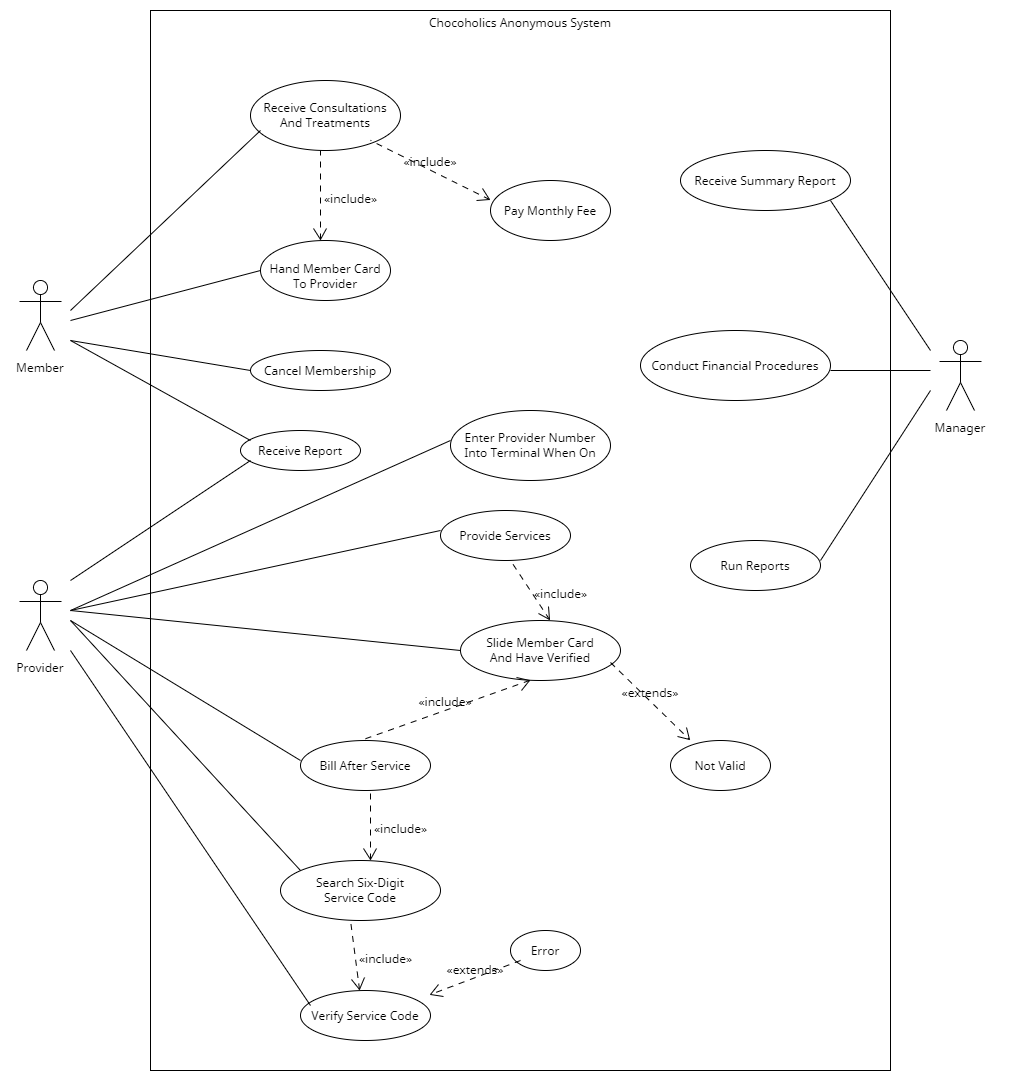 Chocoholics Anonymous System
Receive Consultations
And Treatments
«include»
«include»
Pay Monthly Fee
Receive Summary Report
Hand Member Card
To Provider
Member
Cancel Membership
Conduct Financial Procedures
Manager
Receive Report
Enter Provider Number
Into Terminal When On
Provide Services
Run Reports
«include»
Provider
Slide Member Card
And Have Verified
«include»
«extends»
Bill After Service
Not Valid
«include»
Search Six-Digit
Service Code
«include»
Error
«extends»
Verify Service Code